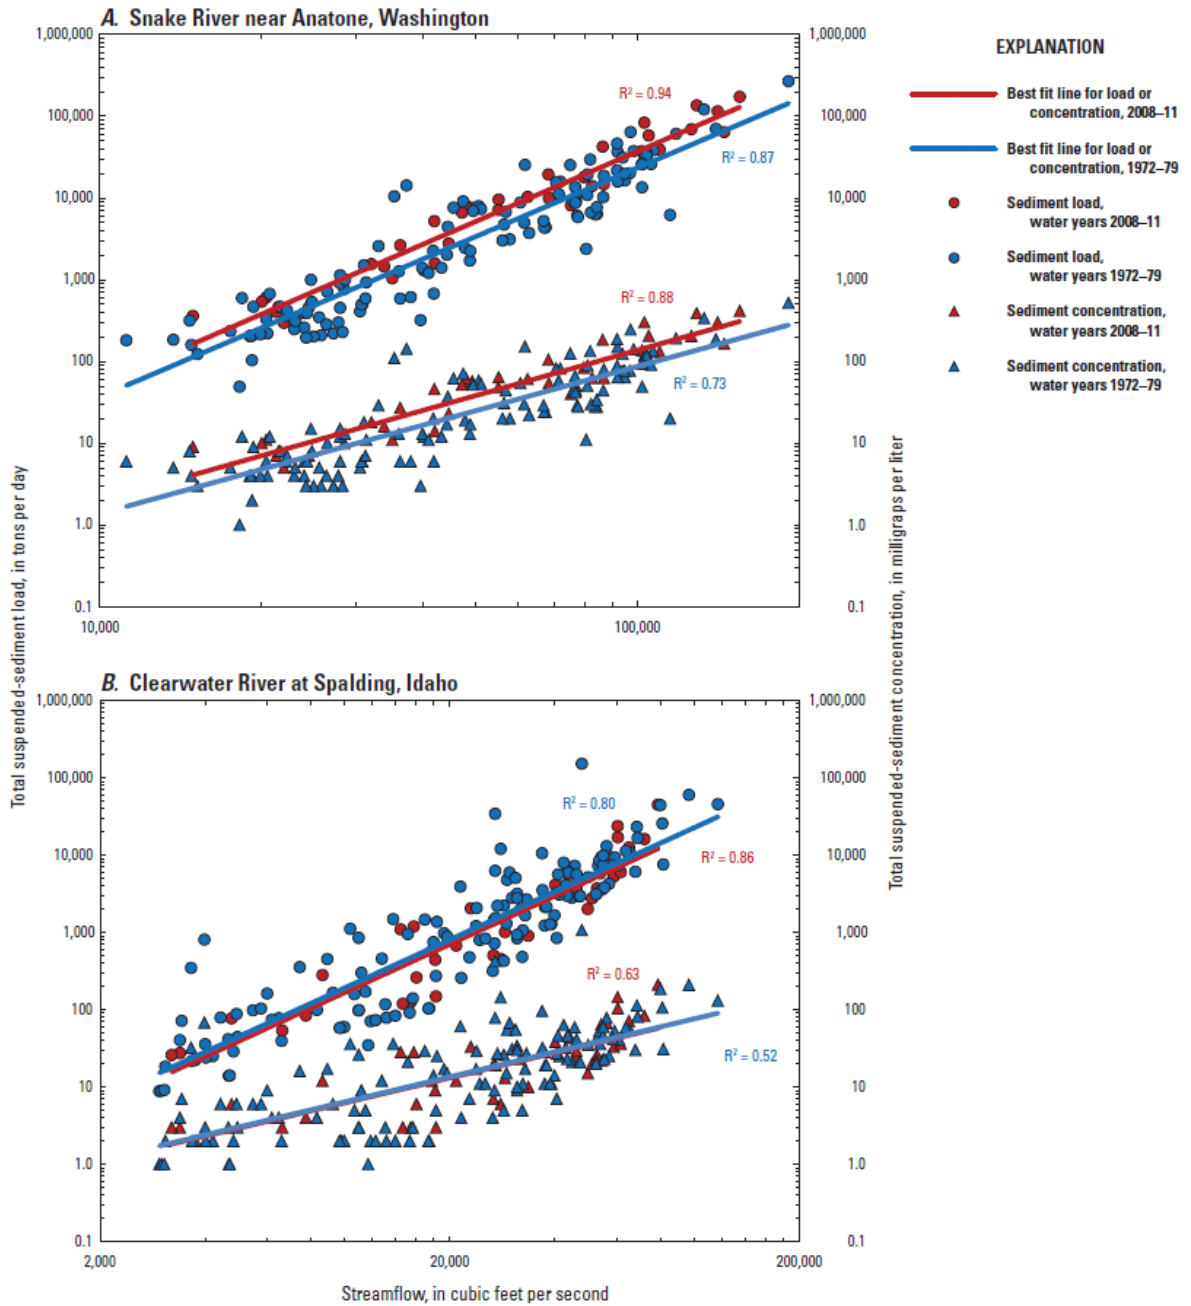 A. Snake River near Anatone, Washington
1,000,000
100,000
10,000
1,000
100
10
1.0
0.1
10,000
100,000
1,000,000
100,000
10,000
1,000
100
10
1.0
0.1
R² = 0.94
R² = 0.87
R² = 0.88
R² = 0.73
EXPLANATION
Best fit line for load or
concentration, 2008–11
Best fit line for load or
concentration, 1972–79
Sediment load,
water years 2008–11
Sediment load,
water years 1972–79
Sediment concentration,
water years 2008–11
Sediment concentration,
water years 1972–79
Total suspended-sediment load, in tons per day
Total suspended-sediment concentration, in milligraps per liter
B. Clearwater River at Spalding, Idaho
1,000,000
100,000
10,000
1,000
100
10
1.0
0.1
2,000
20,000
200,000
1,000,000
100,000
10,000
1,000
100
10
1.0
0.1
R² = 0.80
R² = 0.86
R² = 0.63
R² = 0.52
Streamflow, in cubic feet per second